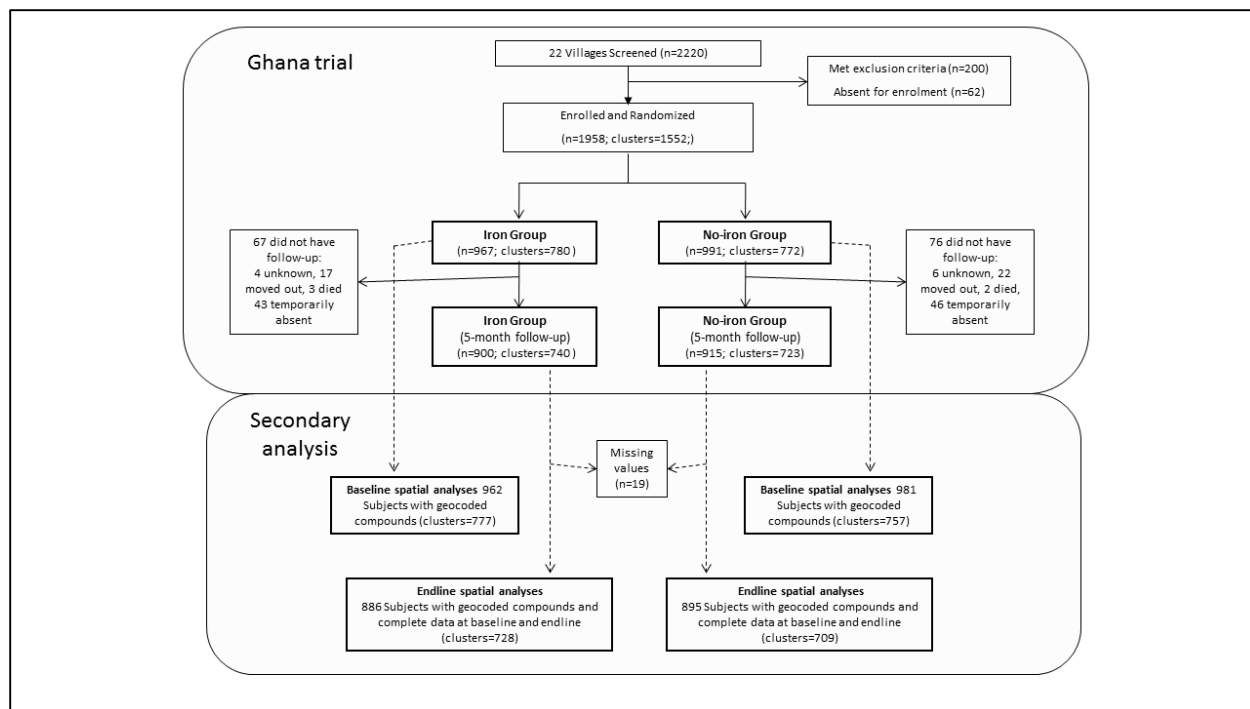 Ghana trial
22 Villages Screened (n=2220)
Met exclusion criteria (n=200)
Absent for enrolment (n=62)
Enrolled and Randomized
(n=1958; clusters=1552;)
67 did not have
follow-up:
4 unknown, 17
moved out, 3 died
43 temporarily
absent
Iron Group
(n=967; clusters=780)
No-iron Group
(n=991; clusters=772)
76 did not have
follow-up:
6 unknown, 22
moved out, 2 died,
46 temporarily
absent
Iron Group
(5-month follow-up)
(n=900; clusters=740 )
No-iron Group
(5-month follow-up)
(n=915; clusters=723)
Secondary
analysis
Missing
values
(n=19)
Baseline spatial analyses 962
Subjects with geocoded
compounds (clusters=777)
Baseline spatial analyses 981
Subjects with geocoded
compounds (clusters=757)
Endline spatial analyses
886 Subjects with geocoded compounds and
complete data at baseline and endline
(clusters=728)
Endline spatial analyses
895 Subjects with geocoded compounds and
complete data at baseline and endline
(clusters=709)